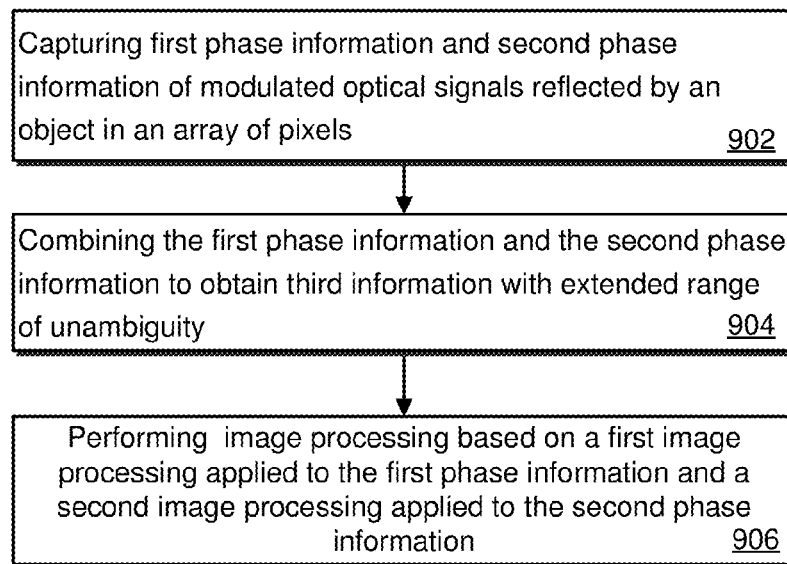 Capturing first phase information and second phase
information of modulated optical signals reflected by an
object in an array of pixels
902
Combining the first phase information and the second phase
information to obtain third information with extended range
of unambiguity
904
Performing image processing based on a first image
processing applied to the first phase information and a
second image processing applied to the second phase
information
906